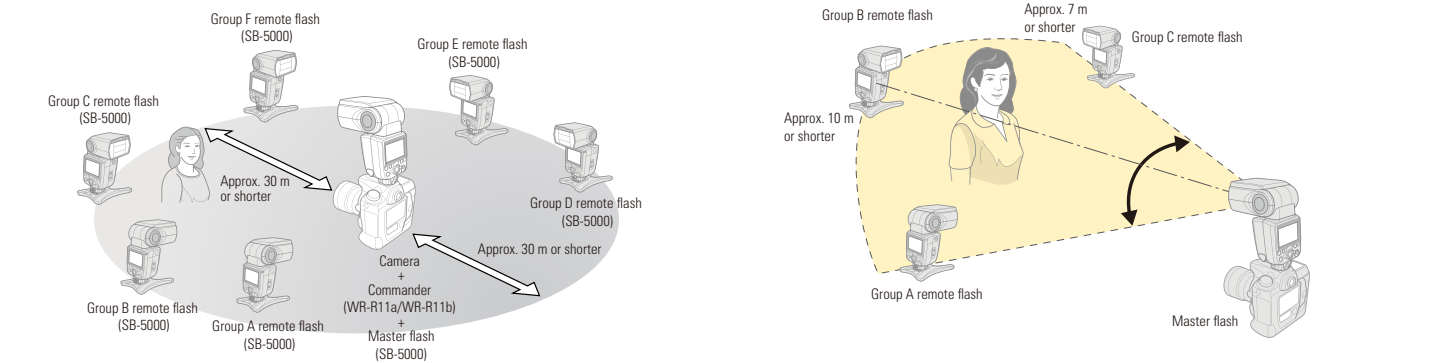 Group F remote flash
(SB-5000)
Group E remote flash
(SB-5000)
Group C remote flash
(SB-5000)
Approx. 30 m
or shorter
Group D remote flash
(SB-5000)
Approx. 30 m or shorter
Camera
+
Commander
(WR-R11a/WR-R11b)
+
Master flash
(SB-5000)
Group B remote flash
(SB-5000)
Group A remote flash
(SB-5000)
Group B remote flash
Approx. 7 m
or shorter
Group C remote flash
Approx. 10 m
or shorter
Group A remote flash
Master flash